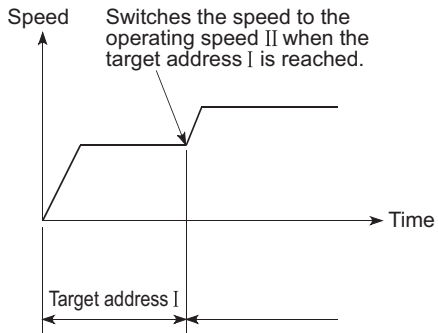 Speed
Switches the speed to the
operating speed II when the
target address I is reached.
Time
Target address I